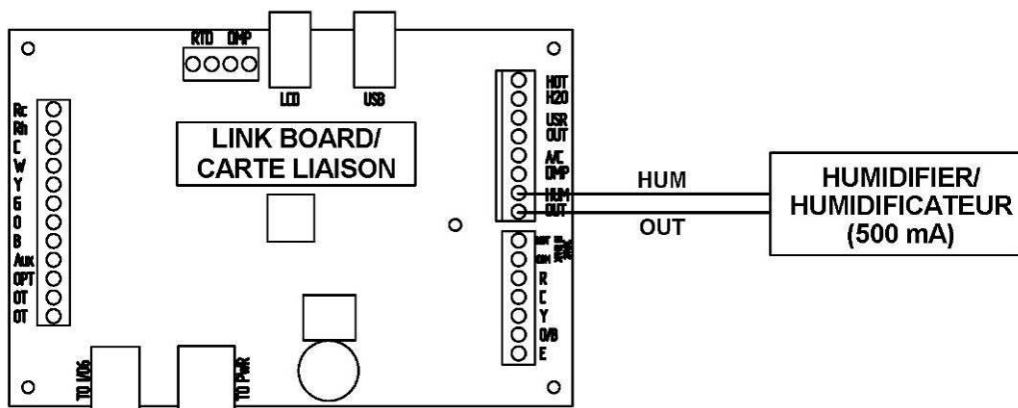 RTD DMP
LCD
USB
LINK BOARD/
CARTE LIAISON
Rc
Rh
C
W
Y
G
O
B
Aux
OPT
OT
OT
HOT
H2O
USR
OUT
A/C
DMP
HUM
OUT
R
C
Y
O/B
E
HUM
OUT
HUMIDIFIER/
HUMIDIFICATEUR
(500 mA)
TO I/O6
TO PWR